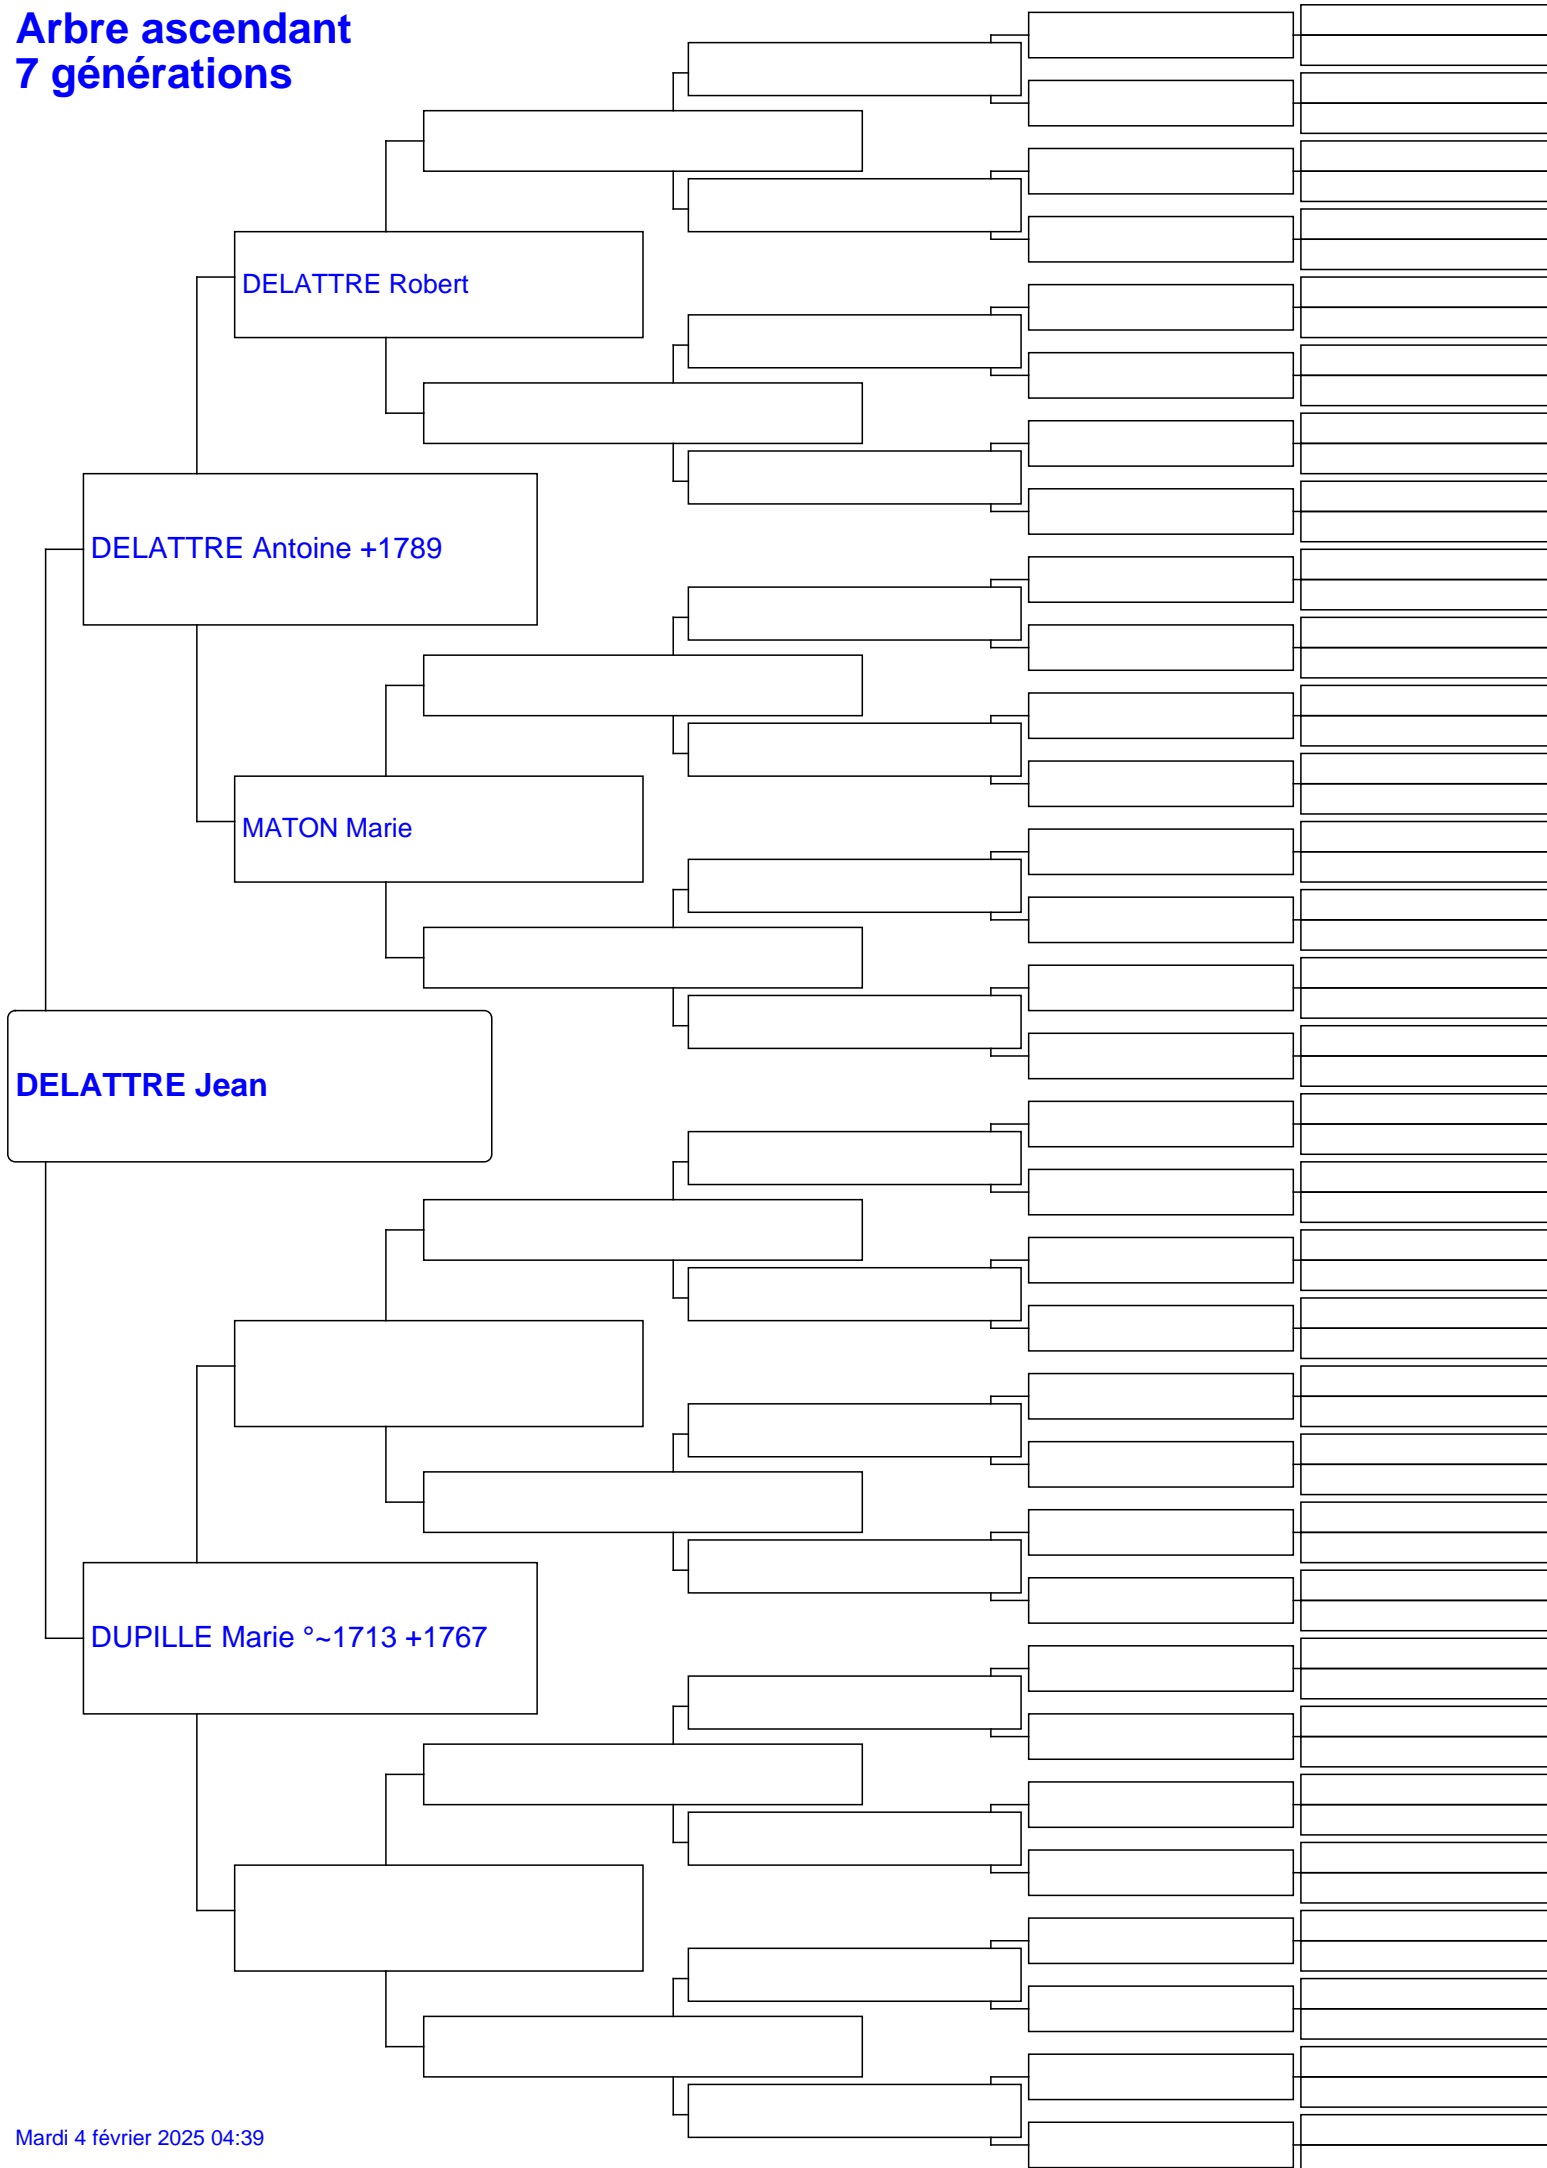 Arbre ascendant
7 générations
DELATTRE Robert
DELATTRE Antoine +1789
MATON Marie
DELATTRE Jean
DUPILLE Marie °~1713 +1767
Mardi 4 février 2025 04:39